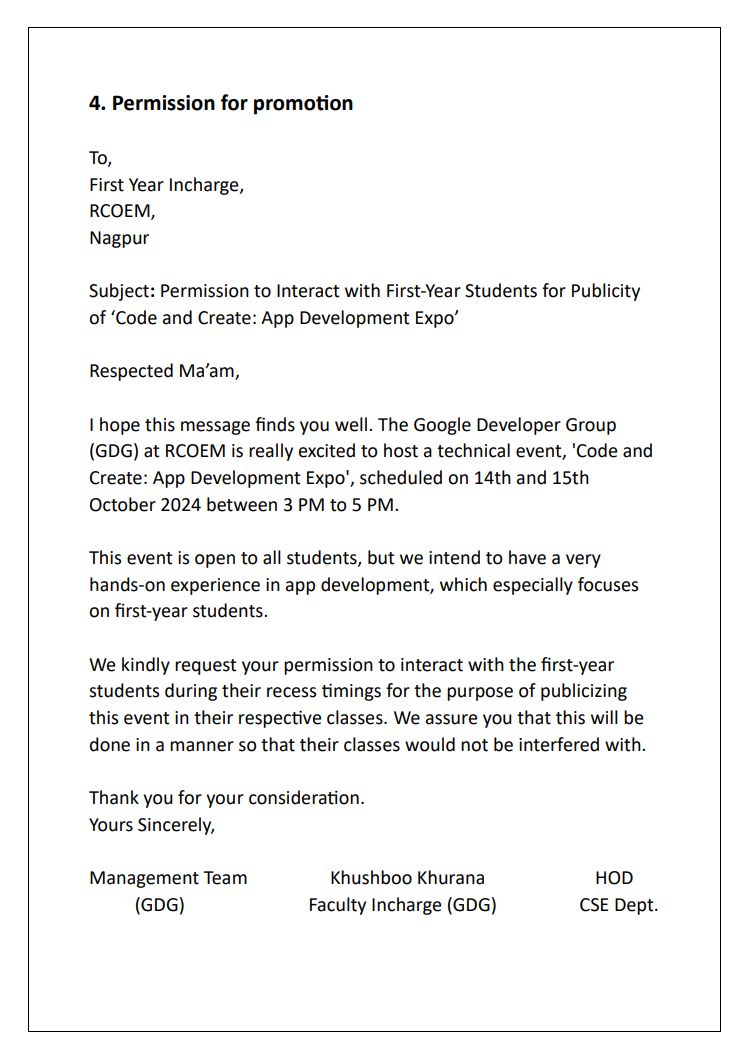 4. Permission for promotion
To,
First Year Incharge,
RCOEM,
Nagpur
Subject: Permission to Interact with First-Year Students for Publicity
of ‘Code and Create: App Development Expo’
Respected Ma’am,
I hope this message finds you well. The Google Developer Group
(GDG) at RCOEM is really excited to host a technical event, 'Code and
Create: App Development Expo', scheduled on 14th and 15th
October 2024 between 3 PM to 5 PM.
This event is open to all students, but we intend to have a very
hands-on experience in app development, which especially focuses
on first-year students.
We kindly request your permission to interact with the first-year
students during their recess timings for the purpose of publicizing
this event in their respective classes. We assure you that this will be
done in a manner so that their classes would not be interfered with.
Thank you for your consideration.
Yours Sincerely,
Management Team Khushboo Khurana HOD
(GDG) Faculty Incharge (GDG) CSE Dept.